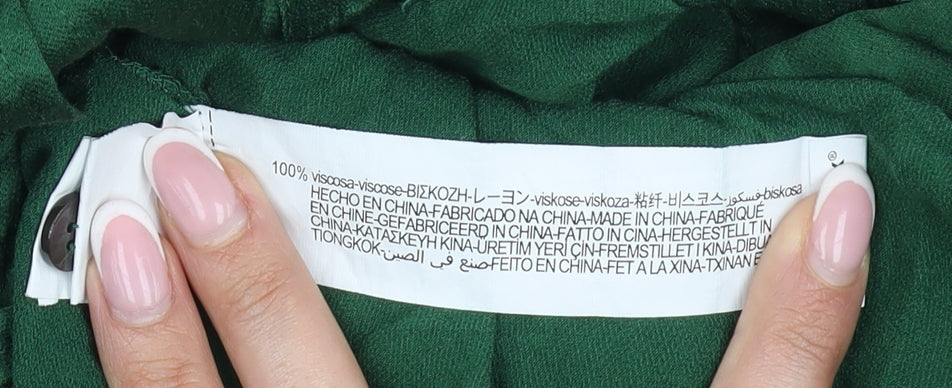 100% viscosa-viscose-ΒΙΣΚΟΖΗ-レーヨン-viskose-viskoza-粘纤-비스코스-فسكوز-biskosa
HECHO EN CHINA-FABRICADO NA CHINA-MADE IN CHINA-FABRIQUÉ
EN CHINE-GEFABRICEERD IN CHINA-FATTO IN CINA-HERGESTELLT IN
CHINA-ΚΑΤΑΣΚΕΥΗ ΚΙΝΑ-ÜRETİM YERİ ÇİN-FREMSTILLET I KINA-
TIONGKOK-صنع في الصين-FEITO EN CHINA-FET A LA XINA-TXINAN